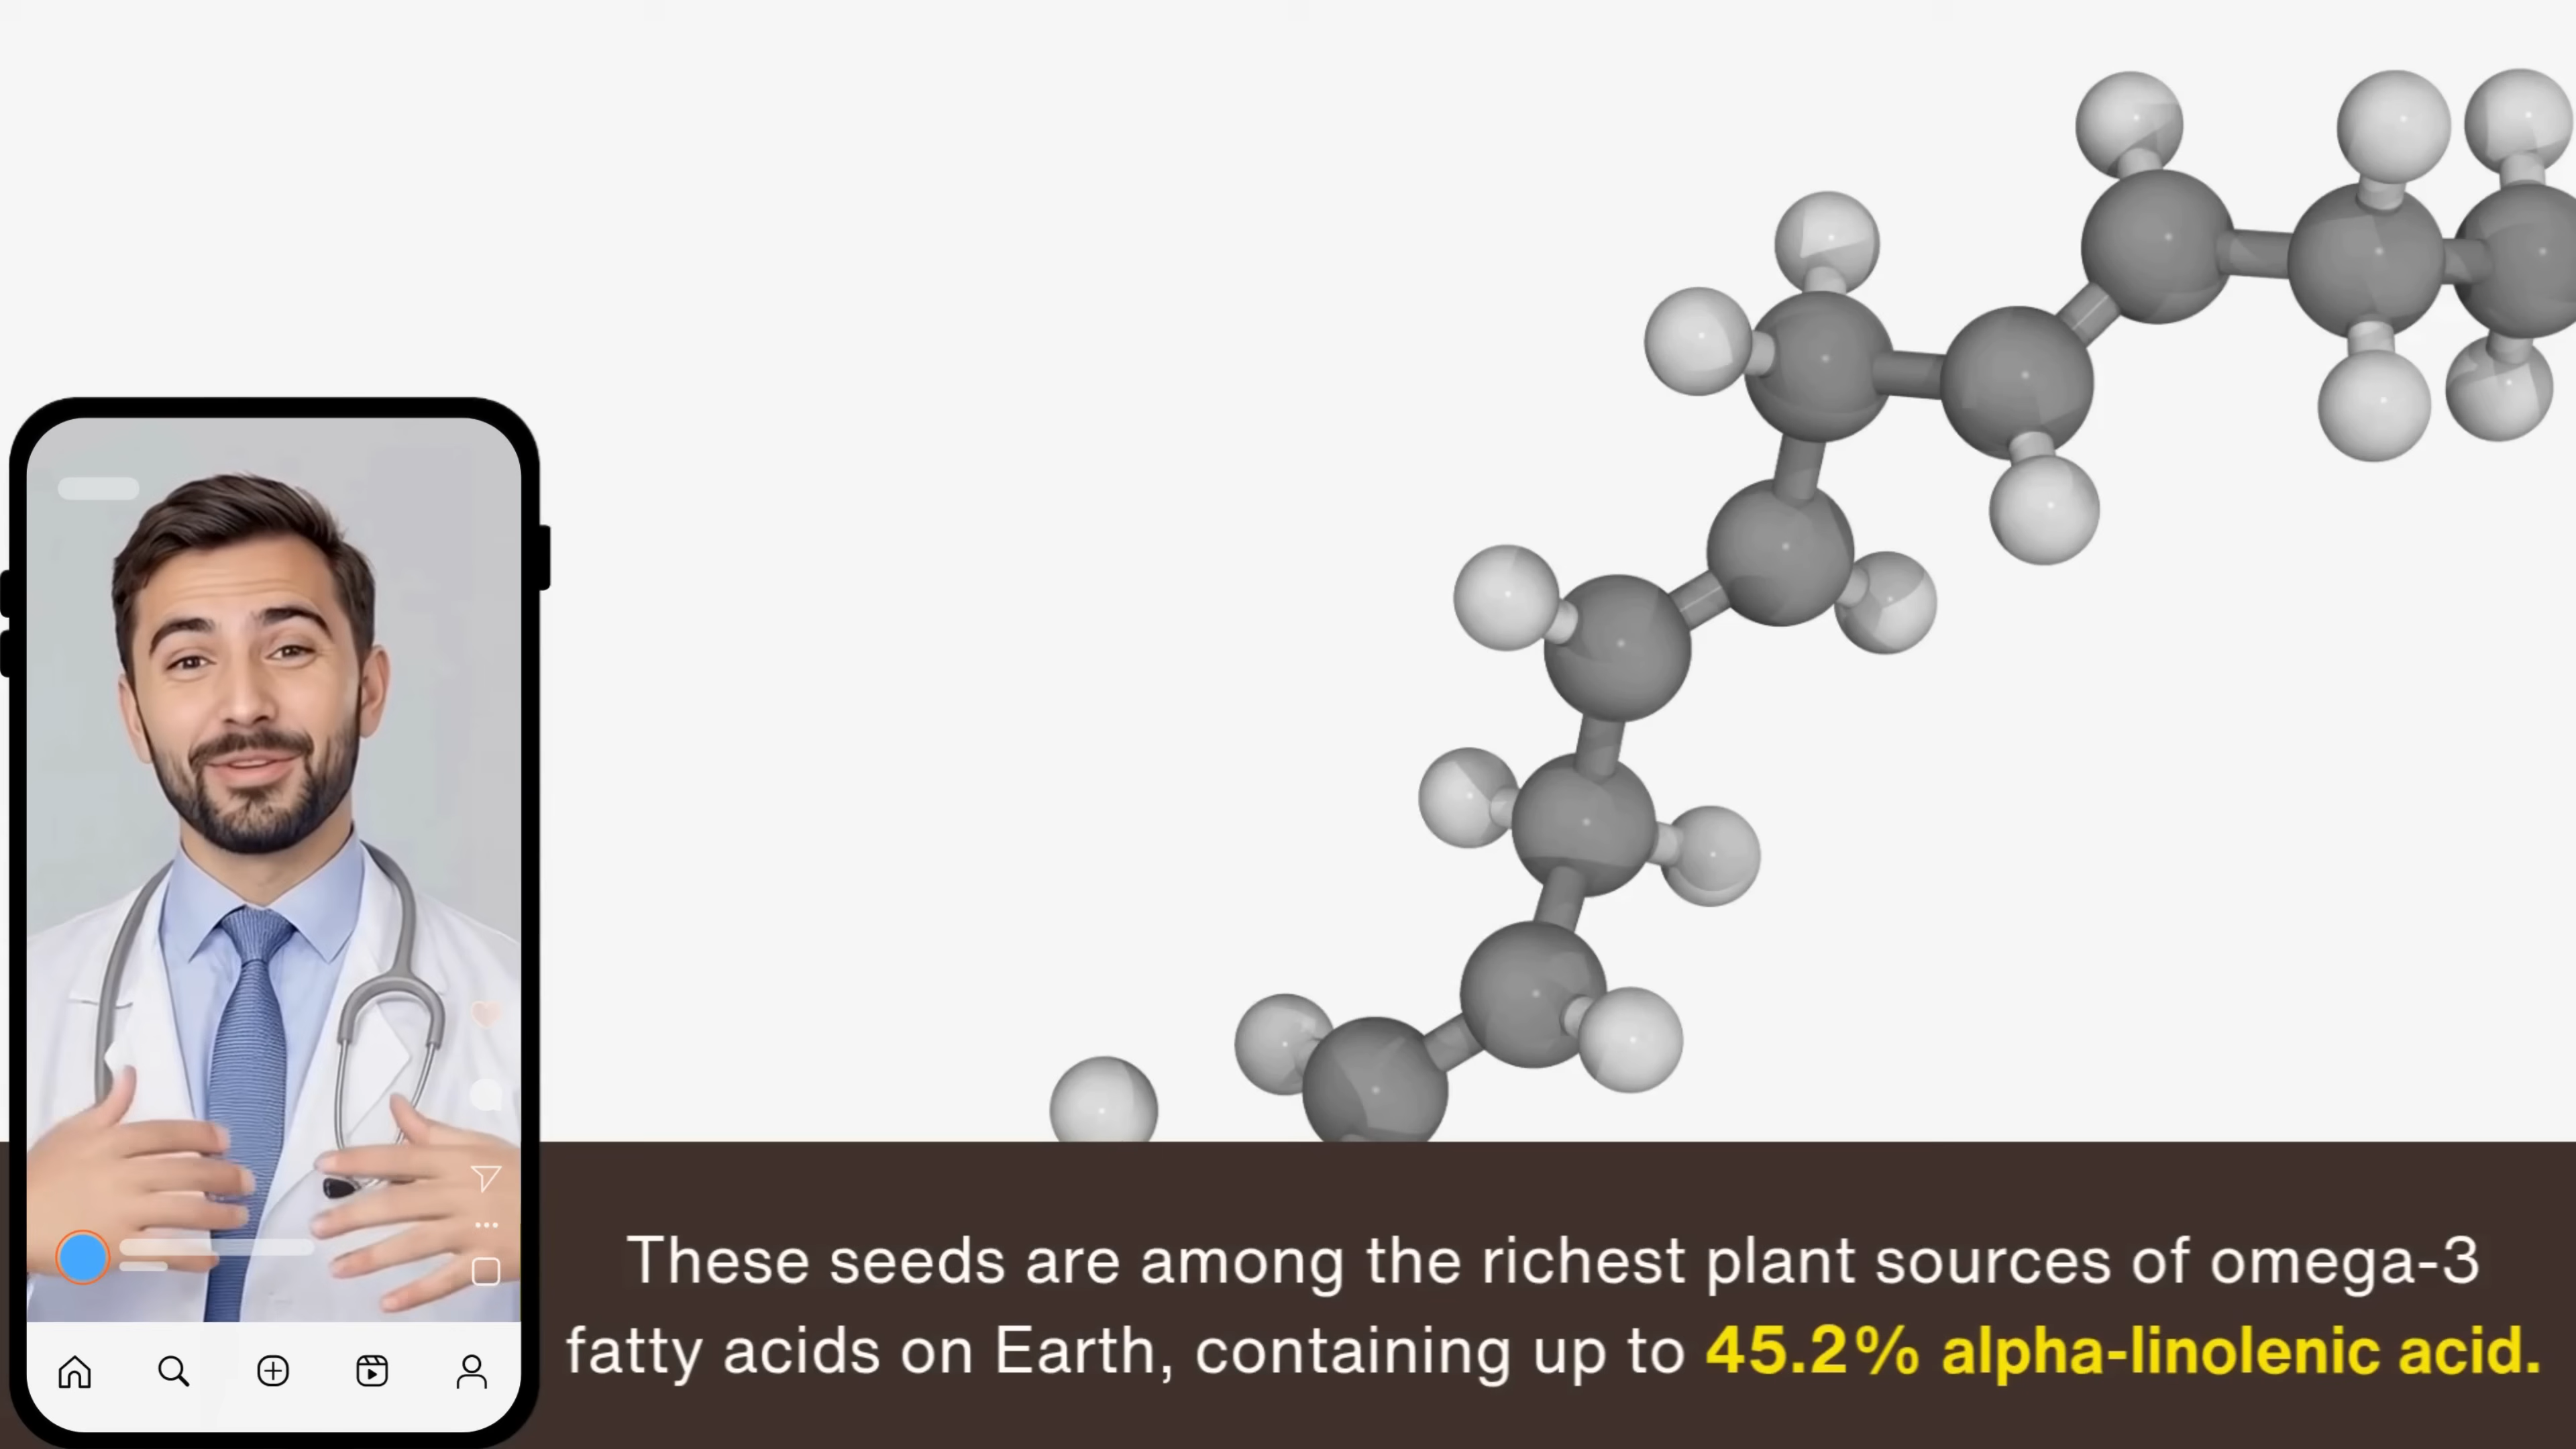 These seeds are among the richest plant sources of omega-3
fatty acids on Earth, containing up to 45.2% alpha-linolenic acid.